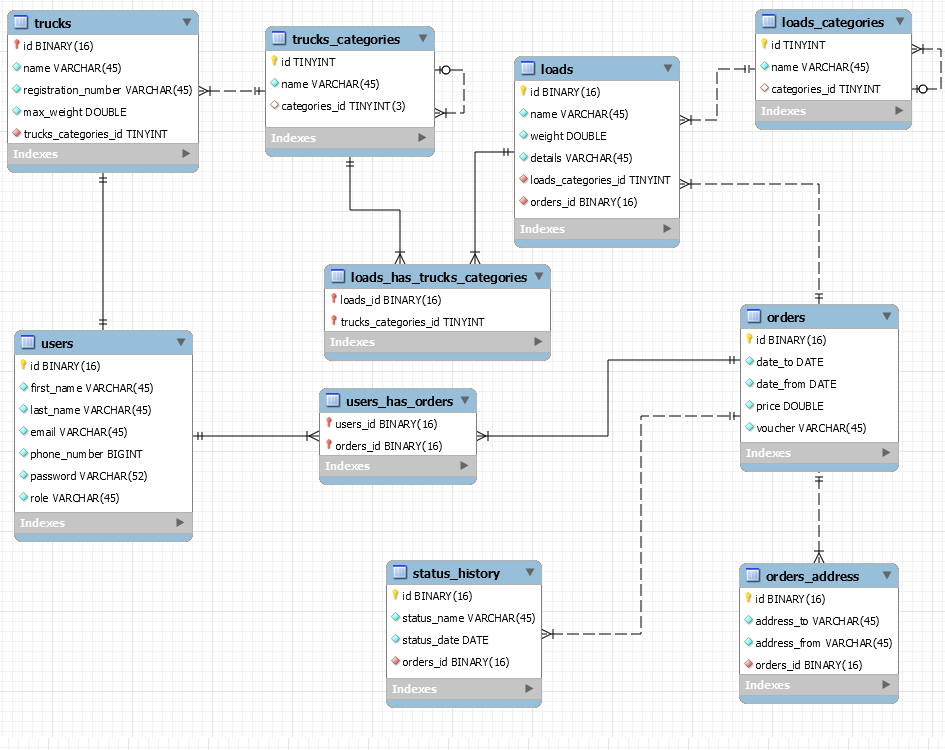 trucks
id BINARY(16)
name VARCHAR(45)
registration_number VARCHAR(45)
max_weight DOUBLE
trucks_categories_id TINYINT
Indexes
trucks_categories
id TINYINT
name VARCHAR(45)
categories_id TINYINT(3)
Indexes
loads
id BINARY(16)
name VARCHAR(45)
weight DOUBLE
details VARCHAR(45)
loads_categories_id TINYINT
orders_id BINARY(16)
Indexes
loads_categories
id TINYINT
name VARCHAR(45)
categories_id TINYINT
Indexes
loads_has_trucks_categories
loads_id BINARY(16)
trucks_categories_id TINYINT
Indexes
users
id BINARY(16)
first_name VARCHAR(45)
last_name VARCHAR(45)
email VARCHAR(45)
phone_number BIGINT
password VARCHAR(52)
role VARCHAR(45)
Indexes
users_has_orders
users_id BINARY(16)
orders_id BINARY(16)
Indexes
orders
id BINARY(16)
date_to DATE
date_from DATE
price DOUBLE
voucher VARCHAR(45)
Indexes
status_history
id BINARY(16)
status_name VARCHAR(45)
status_date DATE
orders_id BINARY(16)
Indexes
orders_address
id BINARY(16)
address_to VARCHAR(45)
address_from VARCHAR(45)
orders_id BINARY(16)
Indexes